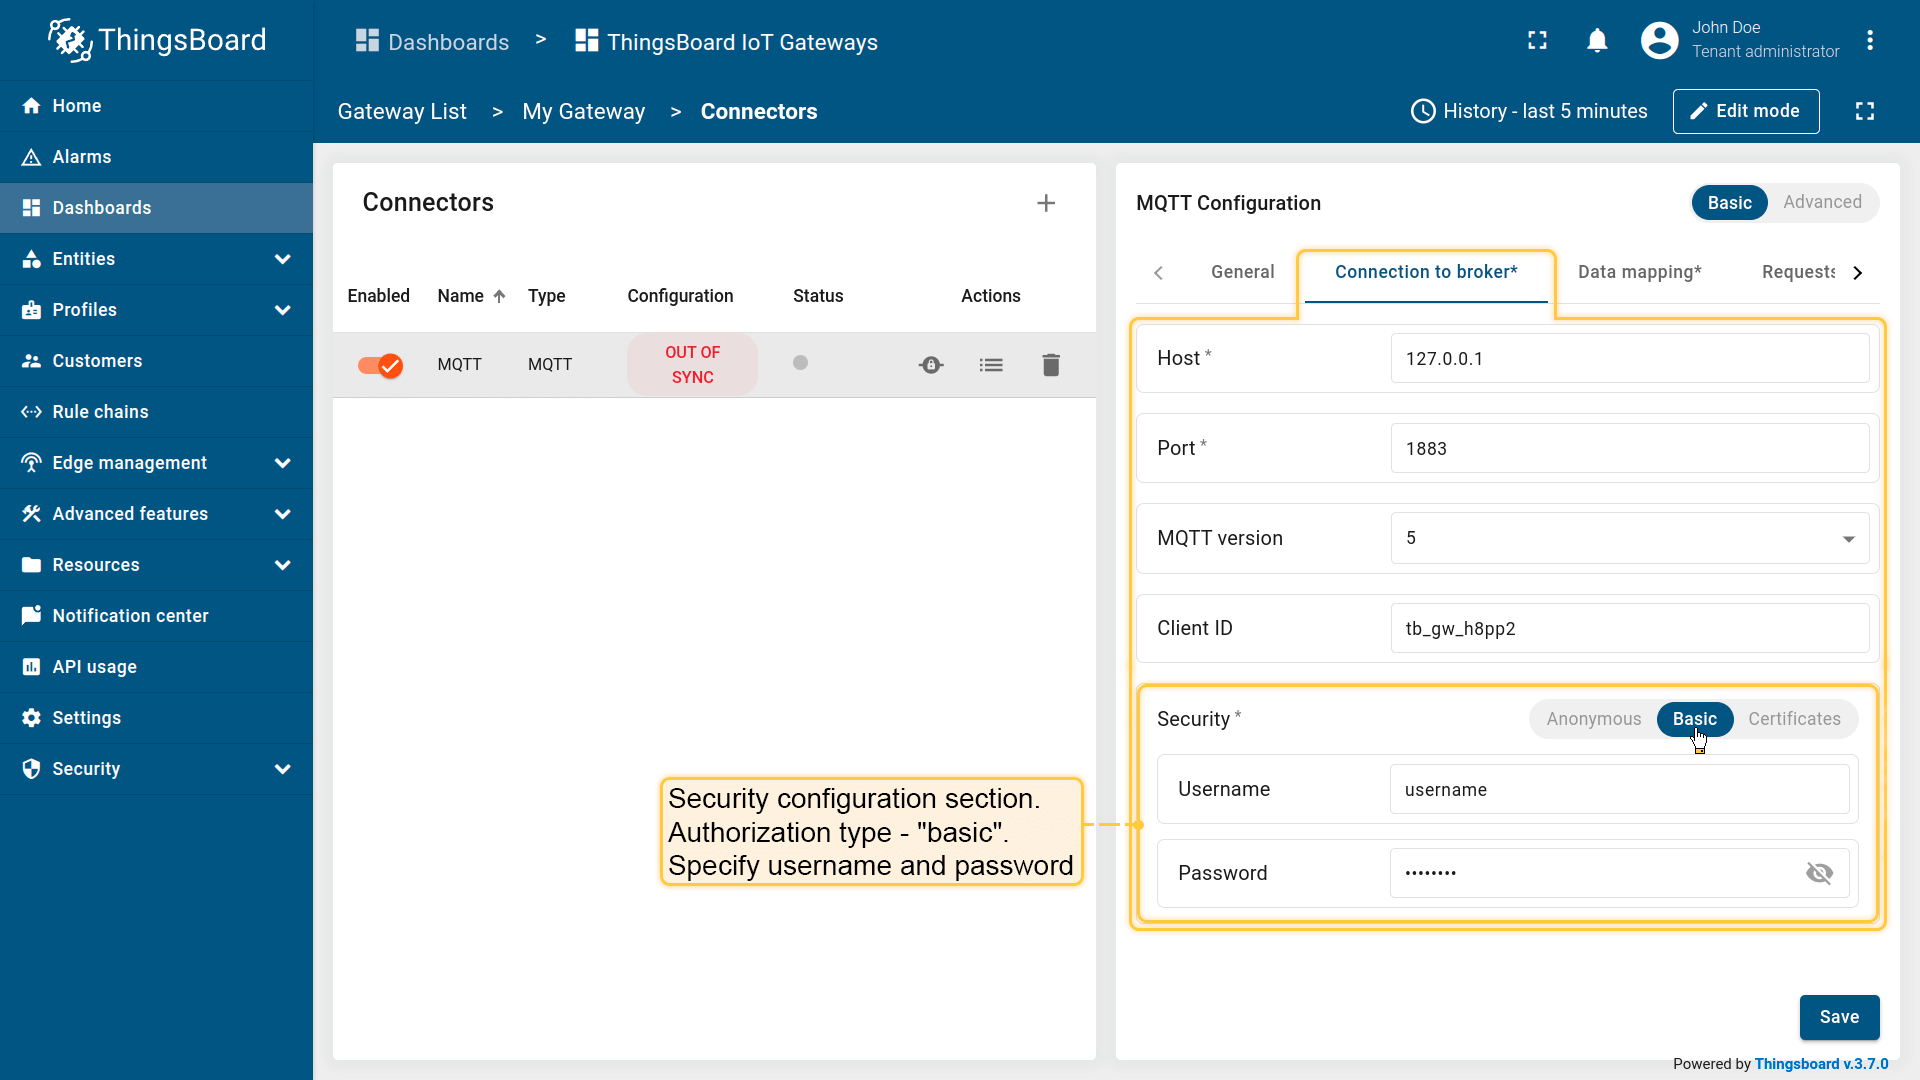 ThingsBoard
Dashboards > ThingsBoard IoT Gateways
John Doe
Tenant administrator
Home
Alarms
Dashboards
Entities
Profiles
Customers
Rule chains
Edge management
Advanced features
Resources
Notification center
API usage
Settings
Security
Gateway List > My Gateway > Connectors
History - last 5 minutes
Edit mode
Connectors
Enabled Name Type Configuration Status Actions
MQTT MQTT OUT OF
SYNC
MQTT Configuration
Basic Advanced
General Connection to broker* Data mapping* Requests
Host * 127.0.0.1
Port * 1883
MQTT version 5
Client ID tb_gw_h8pp2
Security * Anonymous Basic Certificates
Username username
Password ••••••••
Security configuration section.
Authorization type - "basic".
Specify username and password
Save
Powered by Thingsboard v.3.7.0